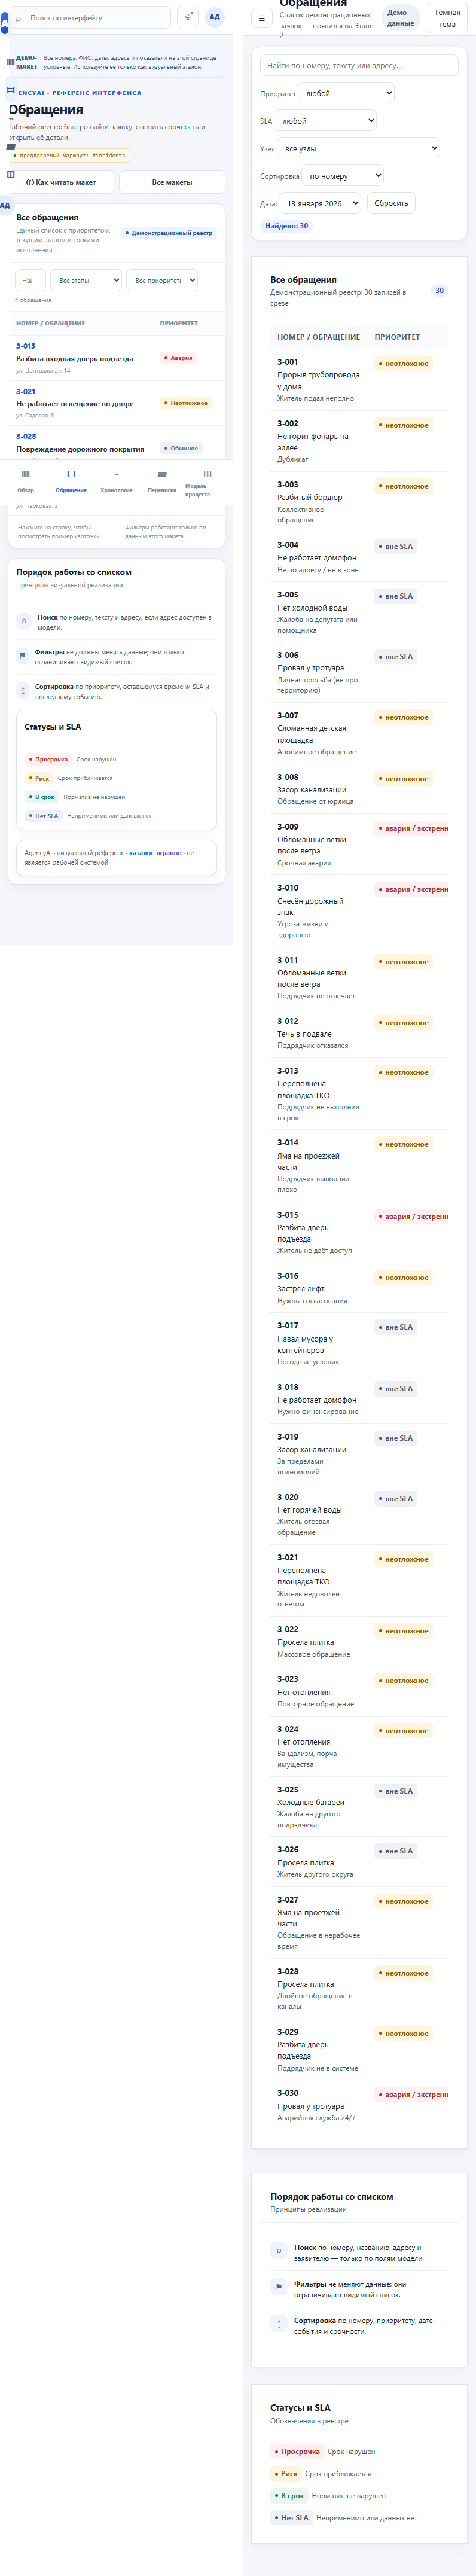 Поиск по интерфейсу
АД
ДЕМО-МАКЕТ
Все номера, ФИО, даты, адреса и показатели на этой странице условные. Используйте её только как визуальный эталон.
ENCYAI • РЕФЕРЕНС ИНТЕРФЕЙСА
Обращения
Рабочий реестр: быстро найти заявку, оценить срочность и открыть её детали.
предлагаемый маршрут: #incidents
Как читать макет
Все макеты
АД
Все обращения
Единый список с приоритетом, текущим этапом и сроками исполнения
Демонстрационный реестр
Най
Все этапы
Все приоритеты
4 обращения
НОМЕР / ОБРАЩЕНИЕ
ПРИОРИТЕТ
З-015
Разбита входная дверь подъезда
ул. Центральная, 14
Авария
З-021
Не работает освещение во дворе
ул. Садовая, 8
Неотложное
З-028
Повреждение дорожного покрытия
Обычное
Обзор
Обращения
Хронология
Переписка
Модель процесса
ул. Парковая, 3
Нажмите на строку, чтобы посмотреть пример карточки
Фильтры работают только по данным этого макета
Порядок работы со списком
Принципы визуальной реализации
Поиск по номеру, тексту и адресу, если адрес доступен в модели.
Фильтры не должны менять данные; они только ограничивают видимый список.
Сортировка по приоритету, оставшемуся времени SLA и последнему событию.
Статусы и SLA
Просрочка Срок нарушен
Риск Срок приближается
В срок Норматив не нарушен
Нет SLA Неприменимо или данных нет
AgencyAI · визуальный референс · каталог экранов · не является рабочей системой
Обращения
Список демонстрационных заявок — появится на Этапе 2
Демо-данные
Тёмная тема
Найти по номеру, тексту или адресу...
Приоритет любой
SLA любой
Узел все узлы
Сортировка по номеру
Дата: 13 января 2026
Сбросить
Найдено: 30
Все обращения
Демонстрационный реестр: 30 записей в срезе
30
НОМЕР / ОБРАЩЕНИЕ
ПРИОРИТЕТ
З-001
Прорыв трубопровода у дома
Житель подал неполно
неотложное
З-002
Не горит фонарь на аллее
Дубликат
неотложное
З-003
Разбитый бордюр
Коллективное обращение
неотложное
З-004
Не работает домофон
Не по адресу / не в зоне
вне SLA
З-005
Нет холодной воды
Жалоба на депутата или помощника
вне SLA
З-006
Провал у тротуара
Личная просьба (не про территорию)
вне SLA
З-007
Сломанная детская площадка
Анонимное обращение
неотложное
З-008
Засор канализации
Обращение от юрлица
неотложное
З-009
Обломанные ветки после ветра
Срочная авария
авария / экстренн
З-010
Снесён дорожный знак
Угроза жизни и здоровью
авария / экстренн
З-011
Обломанные ветки после ветра
Подрядчик не отвечает
неотложное
З-012
Течь в подвале
Подрядчик отказался
неотложное
З-013
Переполнена площадка ТКО
Подрядчик не выполнил в срок
неотложное
З-014
Яма на проезжей части
Подрядчик выполнил плохо
неотложное
З-015
Разбита дверь подъезда
Житель не даёт доступ
авария / экстренн
З-016
Застрял лифт
Нужны согласования
неотложное
З-017
Навал мусора у контейнеров
Погодные условия
вне SLA
З-018
Не работает домофон
Нужно финансирование
вне SLA
З-019
Засор канализации
За пределами полномочий
вне SLA
З-020
Нет горячей воды
Житель отозвал обращение
вне SLA
З-021
Переполнена площадка ТКО
Житель недоволен ответом
неотложное
З-022
Просела плитка
Массовое обращение
неотложное
З-023
Нет отопления
Повторное обращение
неотложное
З-024
Нет отопления
Вандализм, порча имущества
неотложное
З-025
Холодные батареи
Жалоба на другого подрядчика
вне SLA
З-026
Просела плитка
Житель другого округа
вне SLA
З-027
Яма на проезжей части
Обращение в нерабочее время
неотложное
З-028
Просела плитка
Двойное обращение в каналы
неотложное
З-029
Разбита дверь подъезда
Подрядчик не в системе
неотложное
З-030
Провал у тротуара
Аварийная служба 24/7
авария / экстренн
Порядок работы со списком
Принципы реализации
Поиск по номеру, названию, адресу и заявителю — только по полям модели.
Фильтры не меняют данные: они ограничивают видимый список.
Сортировка по номеру, приоритету, дате события и срочности.
Статусы и SLA
Обозначения в реестре
Просрочка Срок нарушен
Риск Срок приближается
В срок Норматив не нарушен
Нет SLA Неприменимо или данных нет